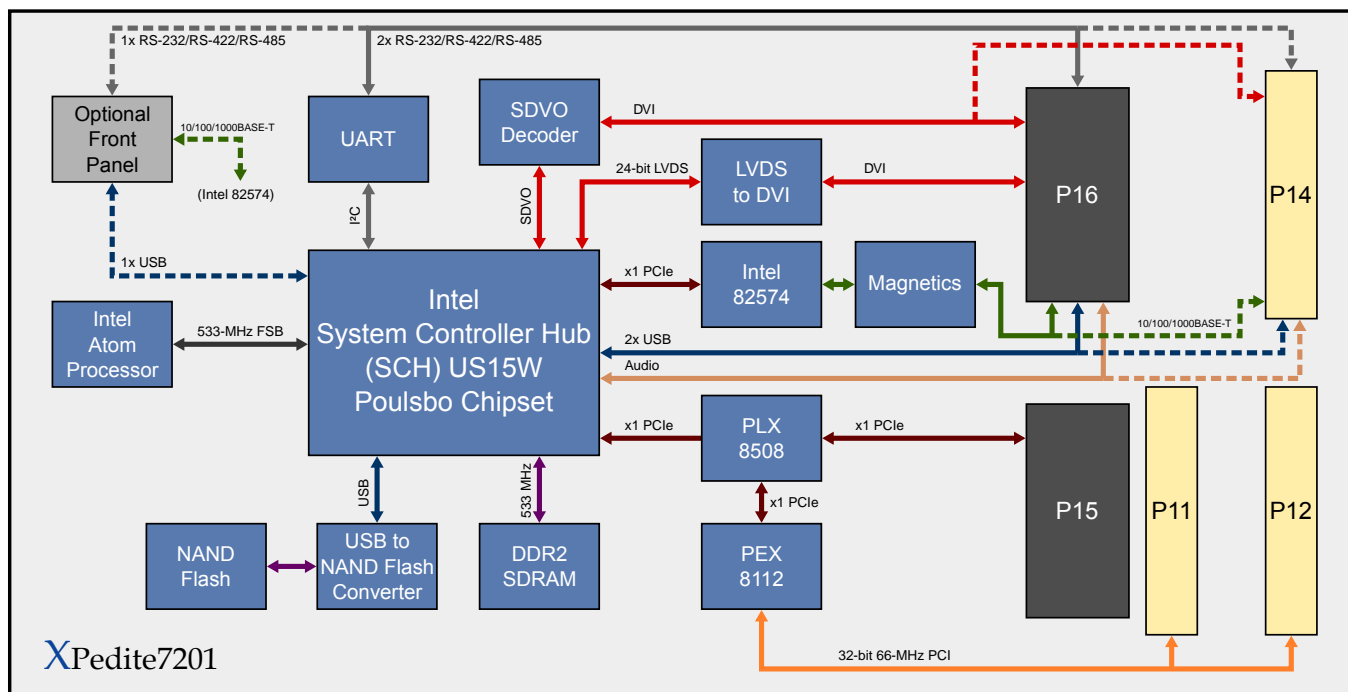 1x RS-232/RS-422/RS-485
2x RS-232/RS-422/RS-485
Optional
Front
Panel
10/100/1000BASE-T
(Intel 82574)
UART
SDVO
Decoder
DVI
24-bit LVDS
LVDS
to DVI
DVI
P16
P14
I²C
SDVO
1x USB
Intel
System Controller Hub
(SCH) US15W
Poulsbo Chipset
x1 PCIe
Intel
82574
Magnetics
10/100/1000BASE-T
2x USB
Audio
Intel
Atom
Processor
533-MHz FSB
x1 PCIe
PLX
8508
x1 PCIe
P15
P11
P12
USB
533 MHz
x1 PCIe
NAND
Flash
USB to
NAND Flash
Converter
DDR2
SDRAM
PEX
8112
32-bit 66-MHz PCI
XPedite7201